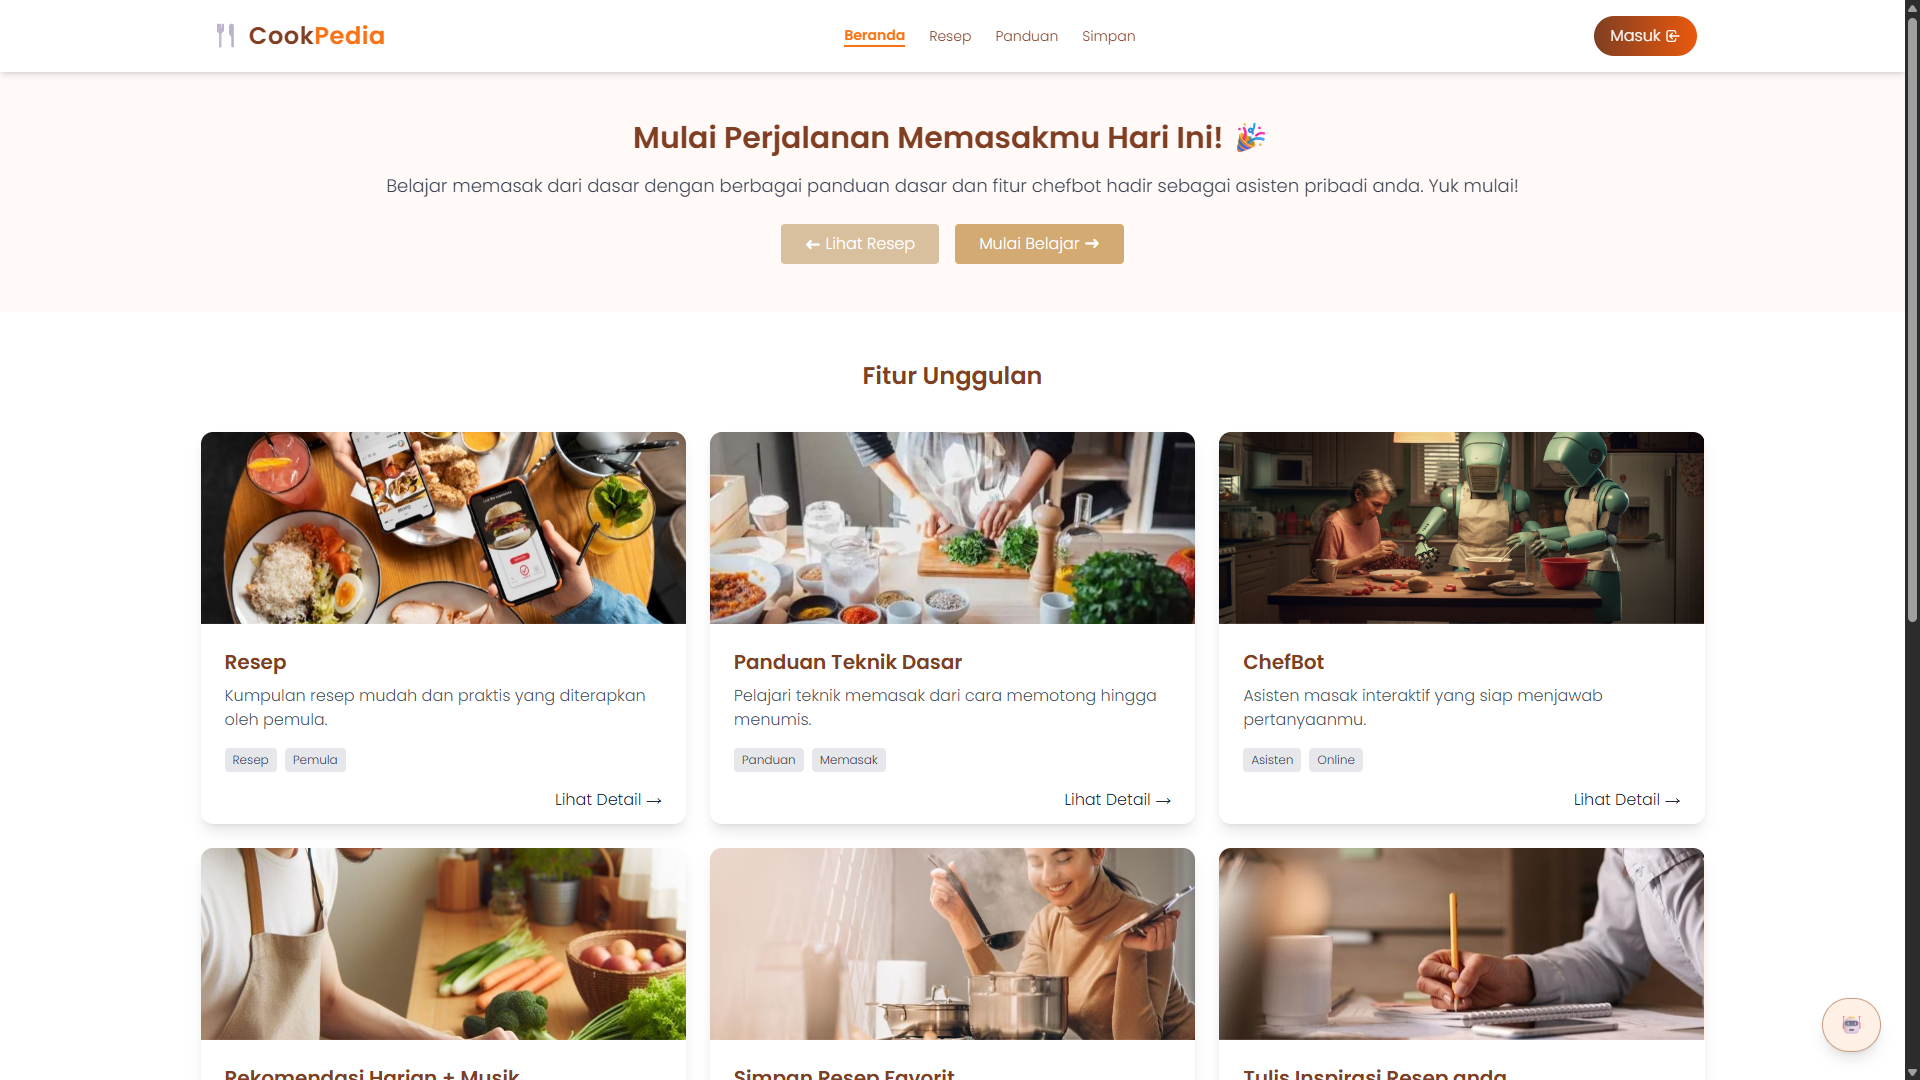 CookPedia
Beranda
Resep
Panduan
Simpan
Masuk
Mulai Perjalanan Memasakmu Hari Ini! 🎉
Belajar memasak dari dasar dengan berbagai panduan dasar dan fitur chefbot hadir sebagai asisten pribadi anda. Yuk mulai!
← Lihat Resep
Mulai Belajar →
Fitur Unggulan
Resep
Kumpulan resep mudah dan praktis yang diterapkan
oleh pemula.
Resep
Pemula
Lihat Detail →
Panduan Teknik Dasar
Pelajari teknik memasak dari cara memotong hingga
menumis.
Panduan
Memasak
Lihat Detail →
ChefBot
Asisten masak interaktif yang siap menjawab
pertanyaanmu.
Asisten
Online
Lihat Detail →
Rekomendasi Harian + Musik
Simpan Resep Favorit
Tulis Inspirasi Resep anda